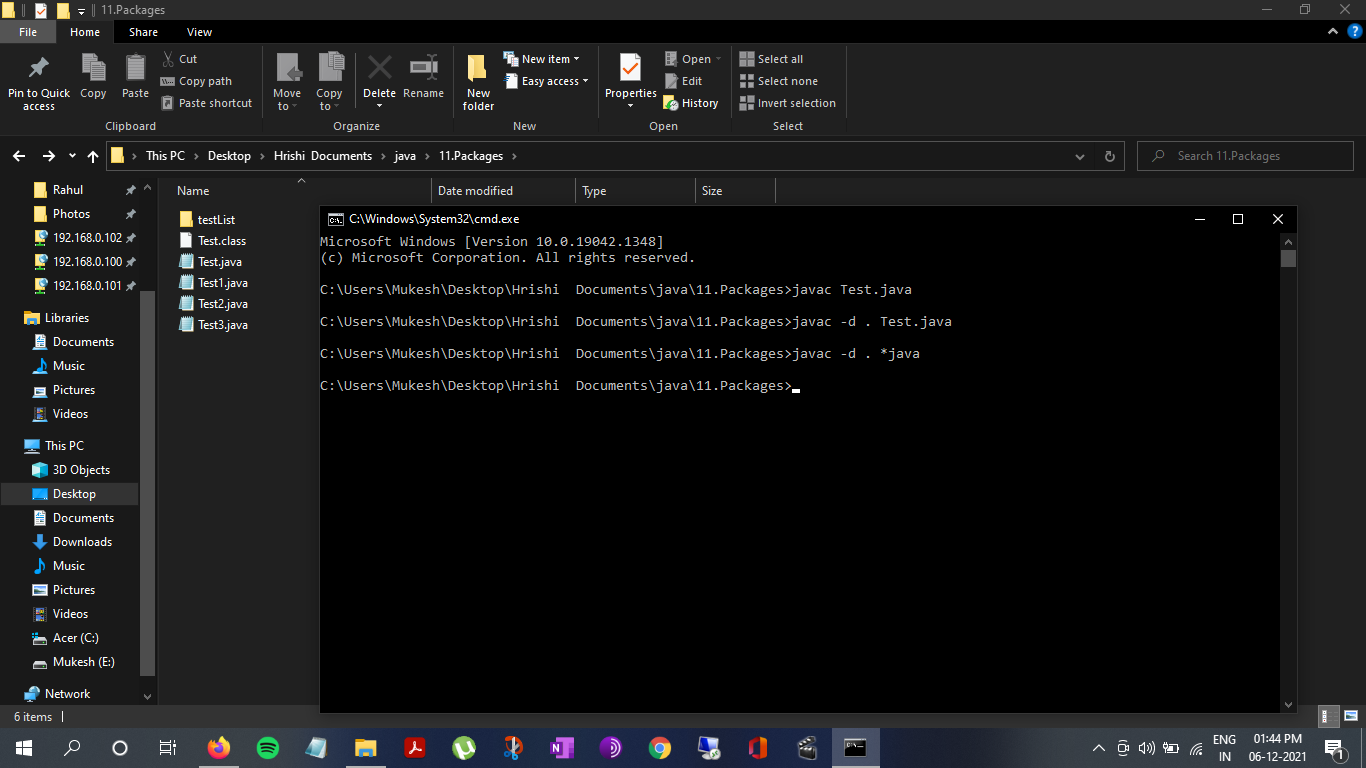 11.Packages
File Home Share View
Pin to Quick access
Copy
Paste
Cut
Copy path
Paste shortcut
Move to
Copy to
Delete
Rename
New folder
New item
Easy access
Properties
Open
Edit
History
Select all
Select none
Invert selection
Clipboard Organize New Open Select
This PC > Desktop > Hrishi Documents > java > 11.Packages >
Search 11.Packages
Rahul
Photos
192.168.0.102
192.168.0.100
192.168.0.101
Libraries
Documents
Music
Pictures
Videos
This PC
3D Objects
Desktop
Documents
Downloads
Music
Pictures
Videos
Acer (C:)
Mukesh (E:)
Network
Name Date modified Type Size
testList
Test.class
Test.java
Test1.java
Test2.java
Test3.java
C:\Windows\System32\cmd.exe
Microsoft Windows [Version 10.0.19042.1348]
(c) Microsoft Corporation. All rights reserved.
C:\Users\Mukesh\Desktop\Hrishi  Documents\java\11.Packages>javac Test.java
C:\Users\Mukesh\Desktop\Hrishi  Documents\java\11.Packages>javac -d . Test.java
C:\Users\Mukesh\Desktop\Hrishi  Documents\java\11.Packages>javac -d . *java
C:\Users\Mukesh\Desktop\Hrishi  Documents\java\11.Packages>
6 items
ENG
IN
01:44 PM
06-12-2021
1